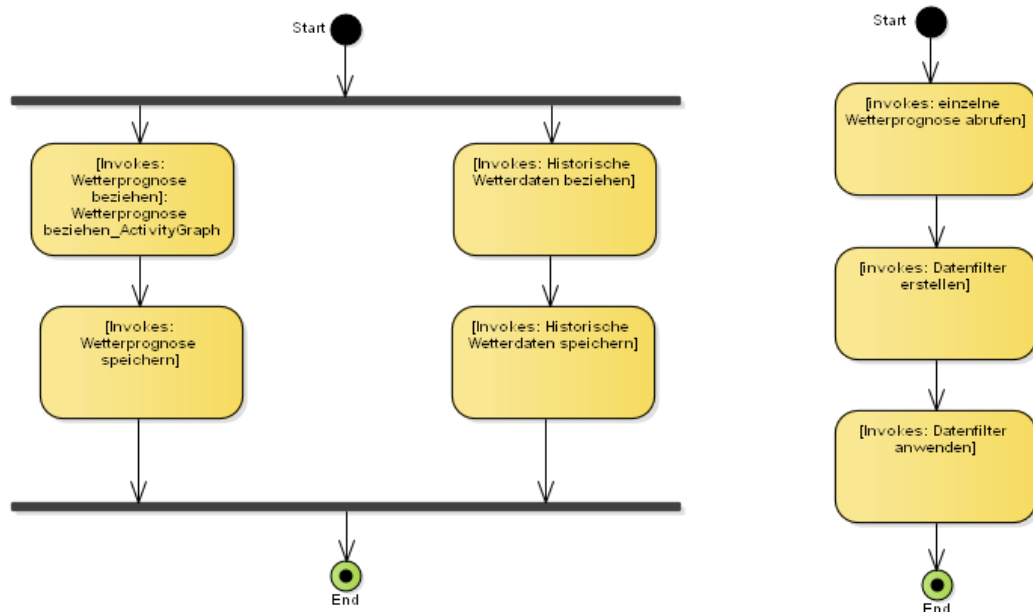 Start
[Invokes:
Wetterprognose
beziehen]:
Wetterprognose
beziehen_ActivityGraph
[Invokes: Historische
Wetterdaten beziehen]
[Invokes:
Wetterprognose
speichern]
[Invokes: Historische
Wetterdaten speichern]
End
Start
[invokes: einzelne
Wetterprognose abrufen]
[invokes: Datenfilter
erstellen]
[Invokes: Datenfilter
anwenden]
End